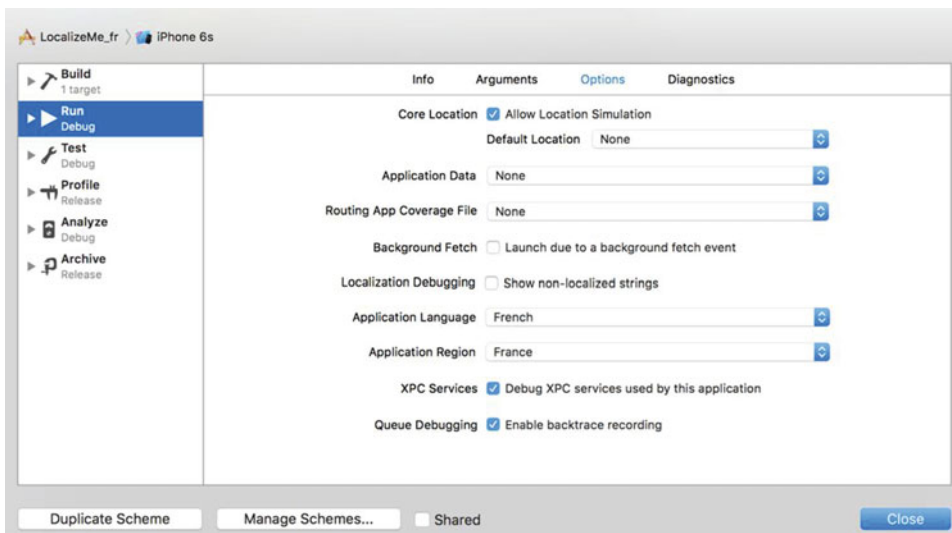 LocalizeMe_fr iPhone 6s
Build
1 target
Run
Debug
Test
Debug
Profile
Release
Analyze
Debug
Archive
Release
Info Arguments Options Diagnostics
Core Location Allow Location Simulation
Default Location None
Application Data None
Routing App Coverage File None
Background Fetch Launch due to a background fetch event
Localization Debugging Show non-localized strings
Application Language French
Application Region France
XPC Services Debug XPC services used by this application
Queue Debugging Enable backtrace recording
Duplicate Scheme Manage Schemes... Shared Close